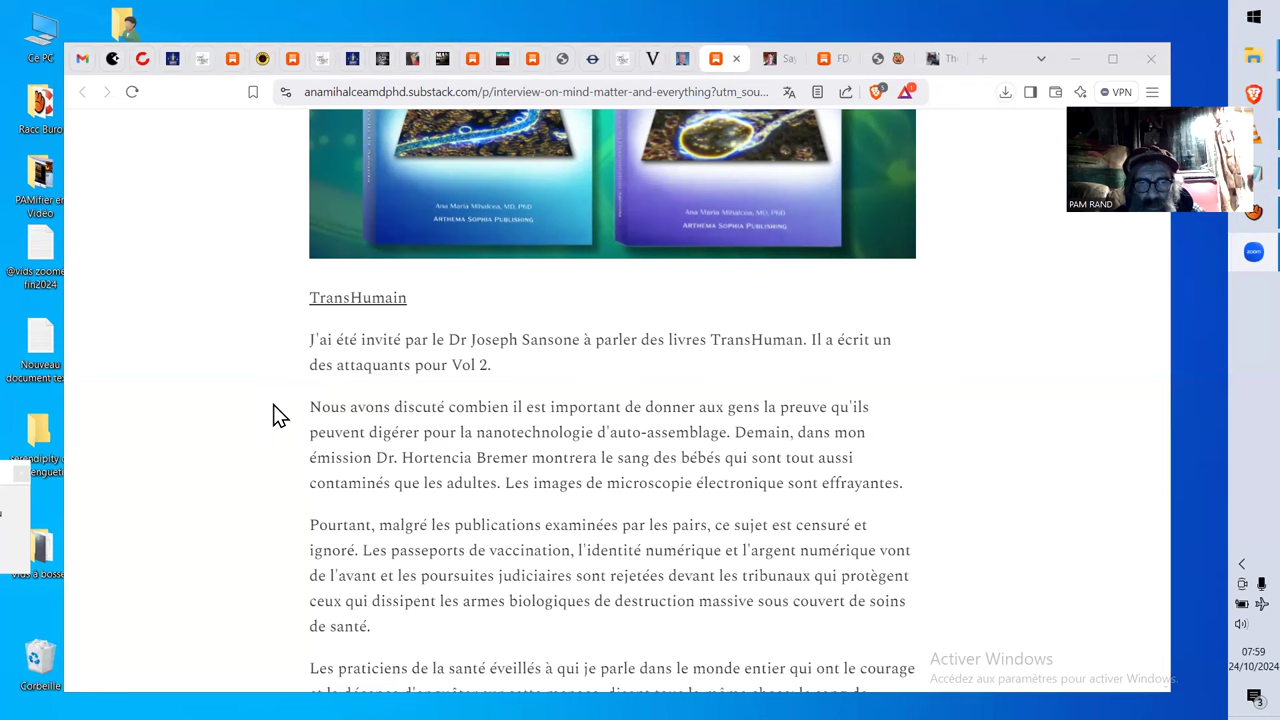 Ce PC
Racc Buro
PAMifier en
Vidéo
@vids zoome
fin2024
Nouveau
document te
serendipity
enguett
vids à bosse
Corbeille
Say
FD
Th
anamihalceamdphd.substack.com/p/interview-on-mind-matter-and-everything?utm_sou...
VPN
PAM RAND
zoom
Ana Maria Mihalcea, MD, PhD
ARTHEMA SOPHIA PUBLISHING
Ana Maria Mihalcea, MD, PHD
ARTHEMA SOPHIA PUBLISHING
TransHumain
J'ai été invité par le Dr Joseph Sansone à parler des livres TransHuman. Il a écrit un
des attaquants pour Vol 2.
Nous avons discuté combien il est important de donner aux gens la preuve qu'ils
peuvent digérer pour la nanotechnologie d'auto-assemblage. Demain, dans mon
émission Dr. Hortencia Bremer montrera le sang des bébés qui sont tout aussi
contaminés que les adultes. Les images de microscopie électronique sont effrayantes.
Pourtant, malgré les publications examinées par les pairs, ce sujet est censuré et
ignoré. Les passeports de vaccination, l'identité numérique et l'argent numérique vont
de l'avant et les poursuites judiciaires sont rejetées devant les tribunaux qui protègent
ceux qui dissipent les armes biologiques de destruction massive sous couvert de soins
de santé.
Les praticiens de la santé éveillés à qui je parle dans le monde entier qui ont le courage
Activer Windows
Accédez aux paramètres pour activer Windows.
07:59
24/10/2024
3